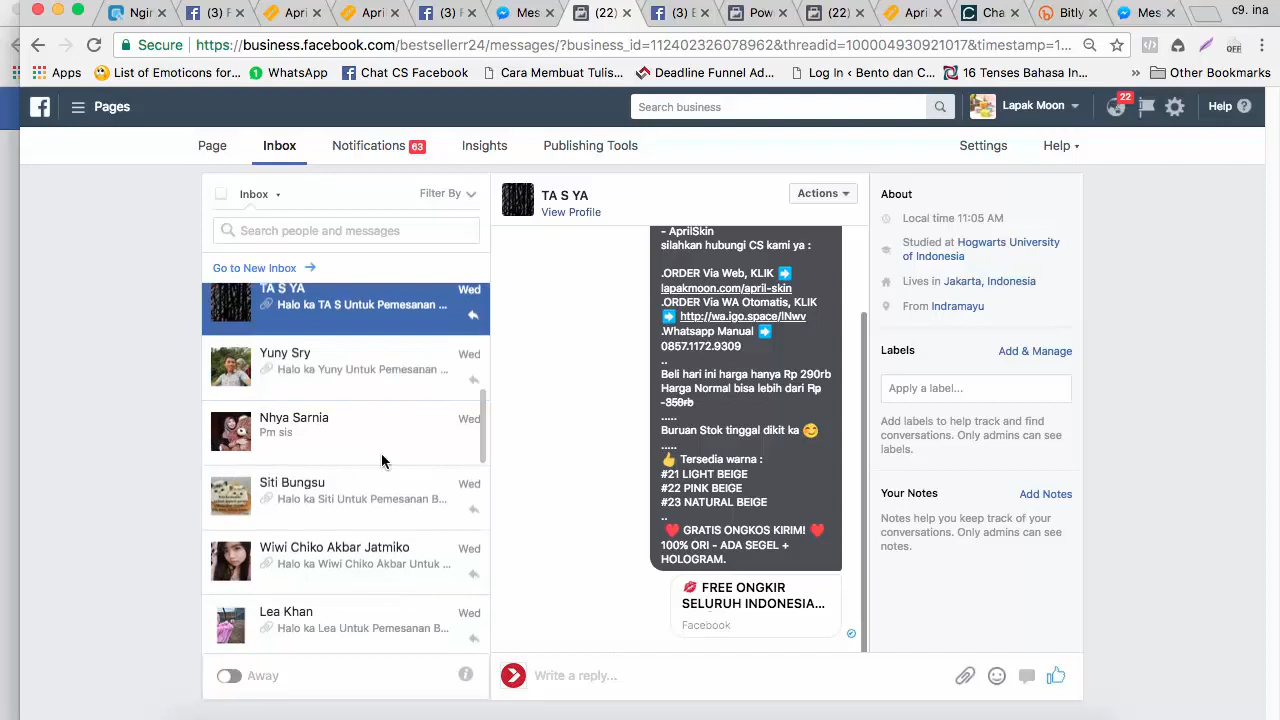 Ngin
(3) F
Apri
Apri
(3) F
Mes
(22)
(3) E
Pow
(22)
Apri
Cha
Bitly
Mes
c9. ina
Secure
https://business.facebook.com/bestsellerr24/messages/?business_id=112402326078962&threadid=100004930921017&timestamp=1...
Apps
List of Emoticons for...
WhatsApp
Chat CS Facebo...
Cara Membuat Tulis...
Deadline Funnel Ad...
Log In ‹ Bento dan C...
16 Tenses Bahasa In...
»
Other Bookmarks
Pages
Search business
Lapak Moon
22
Help
Page
Inbox
Notifications 63
Insights
Publishing Tools
Settings
Help
Inbox
Filter By
Search people and messages
Go to New Inbox
TA S YA
Wed
Halo ka TA S Untuk Pemesanan ...
Yuny Sry
Wed
Halo ka Yuny Untuk Pemesanan ...
Nhya Sarnia
Wed
Pm sis
Siti Bungsu
Wed
Halo ka Siti Untuk Pemesanan B...
Wiwi Chiko Akbar Jatmiko
Wed
Halo ka Wiwi Chiko Akbar Untuk ...
Lea Khan
Wed
Halo ka Lea Untuk Pemesanan B...
Away
TA S YA
View Profile
Actions
- AprilSkin
silahkan hubungi CS kami ya :
.ORDER Via Web, KLIK ➡
lapakmoon.com/april-skin
.ORDER Via WA Otomatis, KLIK
➡ http://wa.igo.space/lNwv
.Whatsapp Manual ➡
0857.1172.9309
..
Beli hari ini harga hanya Rp 290rb
Harga Normal bisa lebih dari Rp
-350rb
.....
Buruan Stok tinggal dikit ka 😊
.....
👍 Tersedia warna :
#21 LIGHT BEIGE
#22 PINK BEIGE
#23 NATURAL BEIGE
..
❤ GRATIS ONGKOS KIRIM! ❤
100% ORI - ADA SEGEL +
HOLOGRAM.
💋 FREE ONGKIR
SELURUH INDONESIA...
Facebook
Write a reply...
About
Local time 11:05 AM
Studied at Hogwarts University
of Indonesia
Lives in Jakarta, Indonesia
From Indramayu
Labels
Add & Manage
Apply a label...
Add labels to help track and find
conversations. Only admins can see
labels.
Your Notes
Add Notes
Notes help you keep track of your
conversations. Only admins can see
notes.